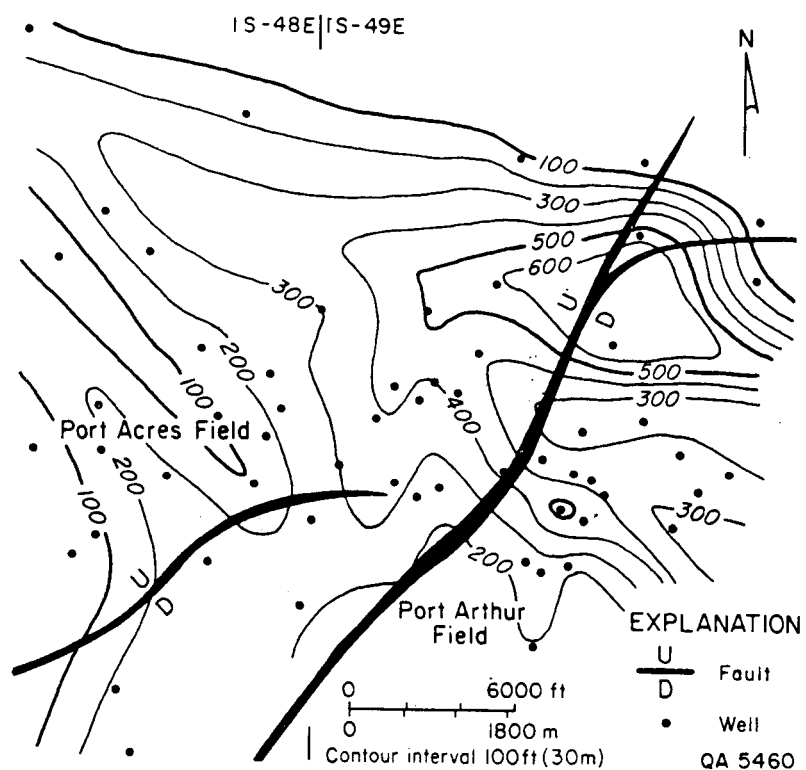 1S-48E|1S-49E
N
100
300
500
600
300
U
D
200
500
300
100
400
Port Acres Field
200
100
300
200
U
D
Port Arthur
Field
EXPLANATION
U
D
Fault
0 6000 ft
0 1800 m
Well
Contour interval 100ft (30m)
QA 5460